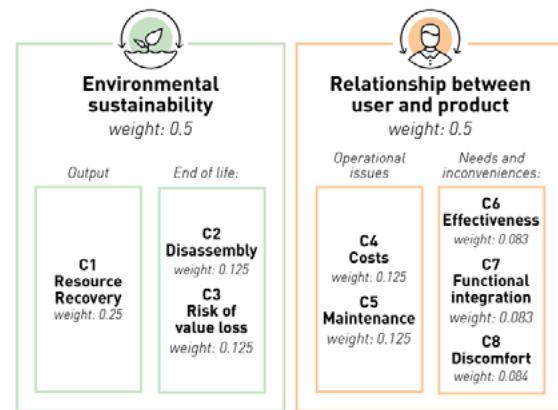 Environmental
sustainability
weight: 0.5
Output
C1
Resource
Recovery
weight: 0.25
End of life:
C2
Disassembly
weight: 0.125
C3
Risk of
value loss
weight: 0.125
Relationship between
user and product
weight: 0.5
Operational
issues
C4
Costs
weight: 0.125
C5
Maintenance
weight: 0.125
Needs and
inconveniences:
C6
Effectiveness
weight: 0.083
C7
Functional
integration
weight: 0.083
C8
Discomfort
weight: 0.084